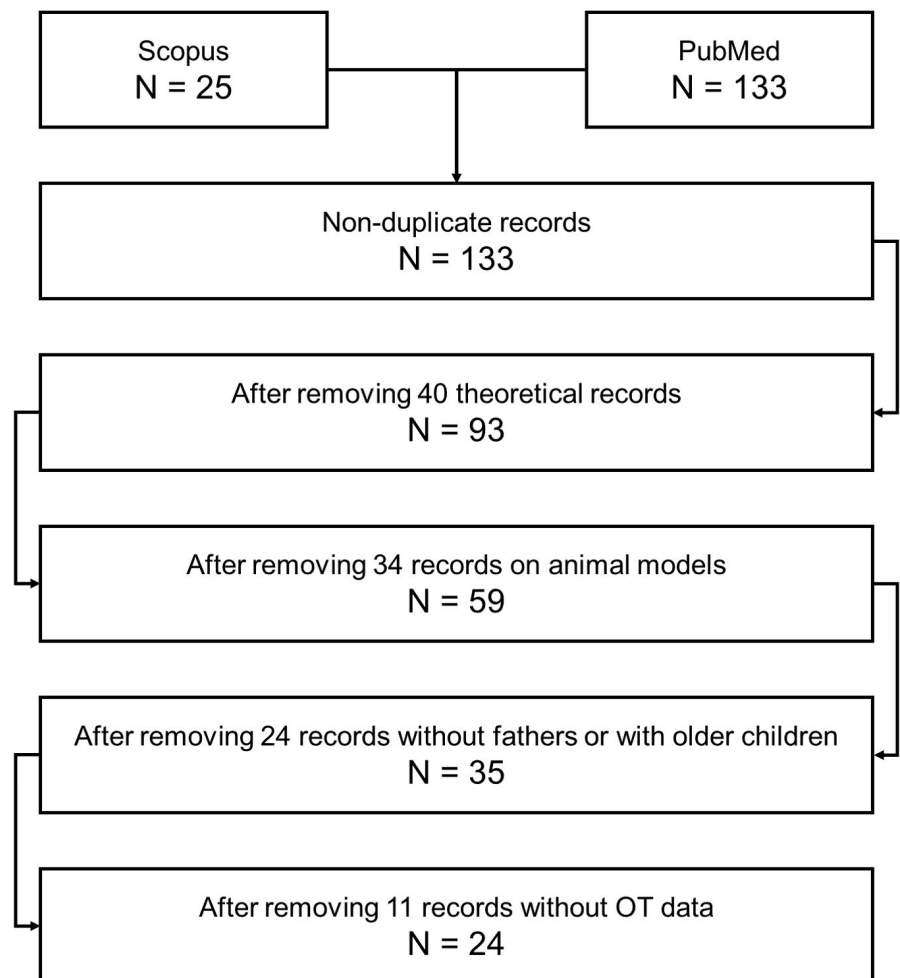 Scopus
N = 25
PubMed
N = 133
Non-duplicate records
N = 133
After removing 40 theoretical records
N = 93
After removing 34 records on animal models
N = 59
After removing 24 records without fathers or with older children
N = 35
After removing 11 records without OT data
N = 24